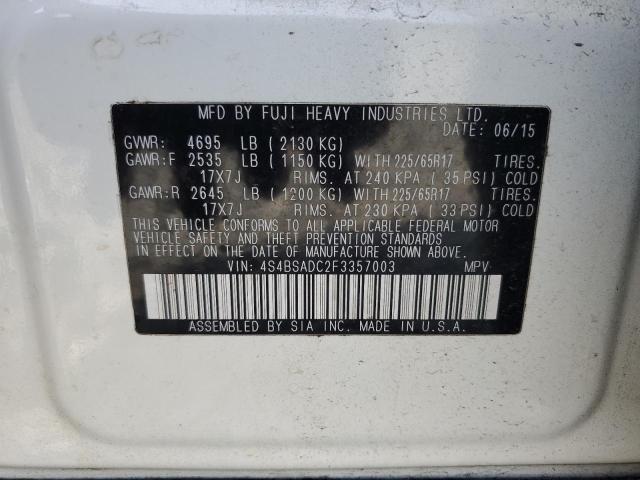 MFD BY FUJI HEAVY INDUSTRIES LTD.
DATE: 06/15
GVWR: 4695 LB ( 2130 KG)
GAWR:F 2535 LB ( 1150 KG) WITH 225/65R17 TIRES.
17X7J RIMS. AT 240 KPA ( 35 PSI) COLD
GAWR:R 2645 LB ( 1200 KG) WITH 225/65R17 TIRES.
17X7J RIMS. AT 230 KPA ( 33 PSI) COLD
THIS VEHICLE CONFORMS TO ALL APPLICABLE FEDERAL MOTOR
VEHICLE SAFETY AND THEFT PREVENTION STANDARDS
IN EFFECT ON THE DATE OF MANUFACTURE SHOWN ABOVE.
VIN: 4S4BSADC2F3357003 MPV
ASSEMBLED BY SIA INC. MADE IN U.S.A.